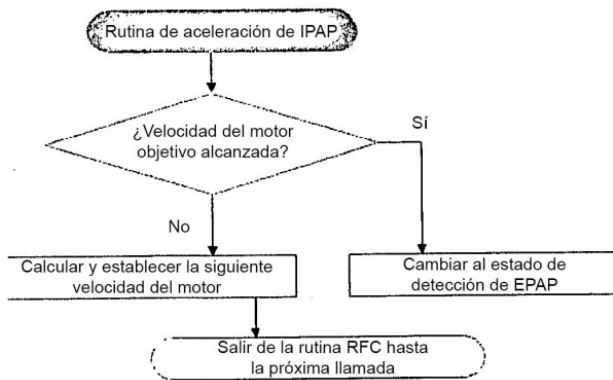 Rutina de aceleración de IPAP
¿Velocidad del motor
objetivo alcanzada?
Sí
No
Calcular y establecer la siguiente
velocidad del motor
Cambiar al estado de
detección de EPAP
Salir de la rutina RFC hasta
la próxima llamada